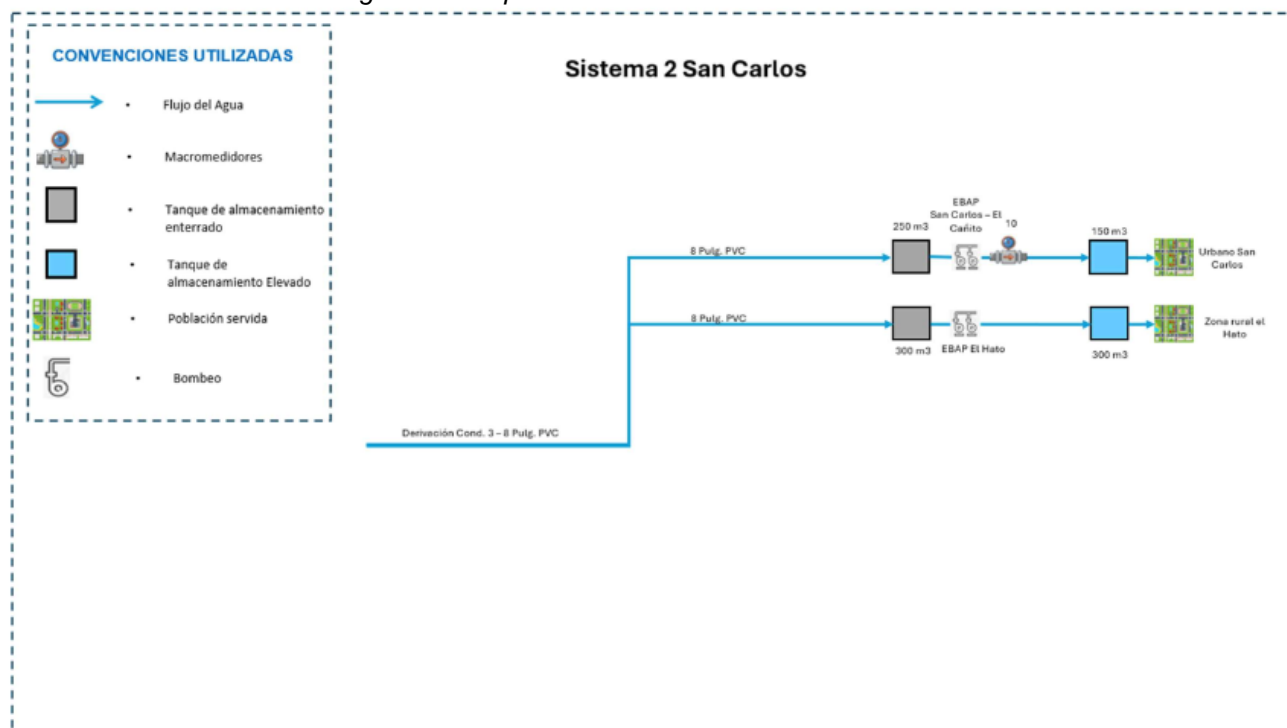 CONVENCIONES UTILIZADAS
• Flujo del Agua
• Macromedidores
• Tanque de almacenamiento
enterrado
• Tanque de
almacenamiento Elevado
• Población servida
• Bombeo
Sistema 2 San Carlos
EBAP
San Carlos – El
Cañito
10
250 m3
150 m3
8 Pulg. PVC
Urbano San
Carlos
8 Pulg. PVC
Zona rural el
Hato
300 m3
EBAP El Hato
300 m3
Derivación Cond. 3 – 8 Pulg. PVC